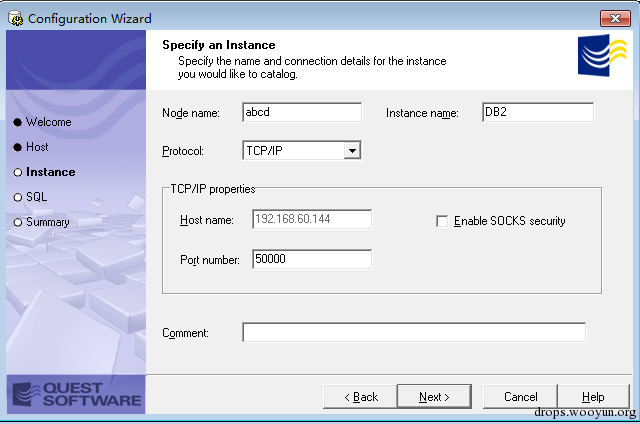 Configuration Wizard
Specify an Instance
Specify the name and connection details for the instance
you would like to catalog.
Welcome
Host
Instance
SQL
Summary
Node name: abcd Instance name: DB2
Protocol: TCP/IP
TCP/IP properties
Host name: 192.168.60.144 Enable SOCKS security
Port number: 50000
Comment:
QUEST
SOFTWARE
< Back Next > Cancel Help
drops.wooyun.org